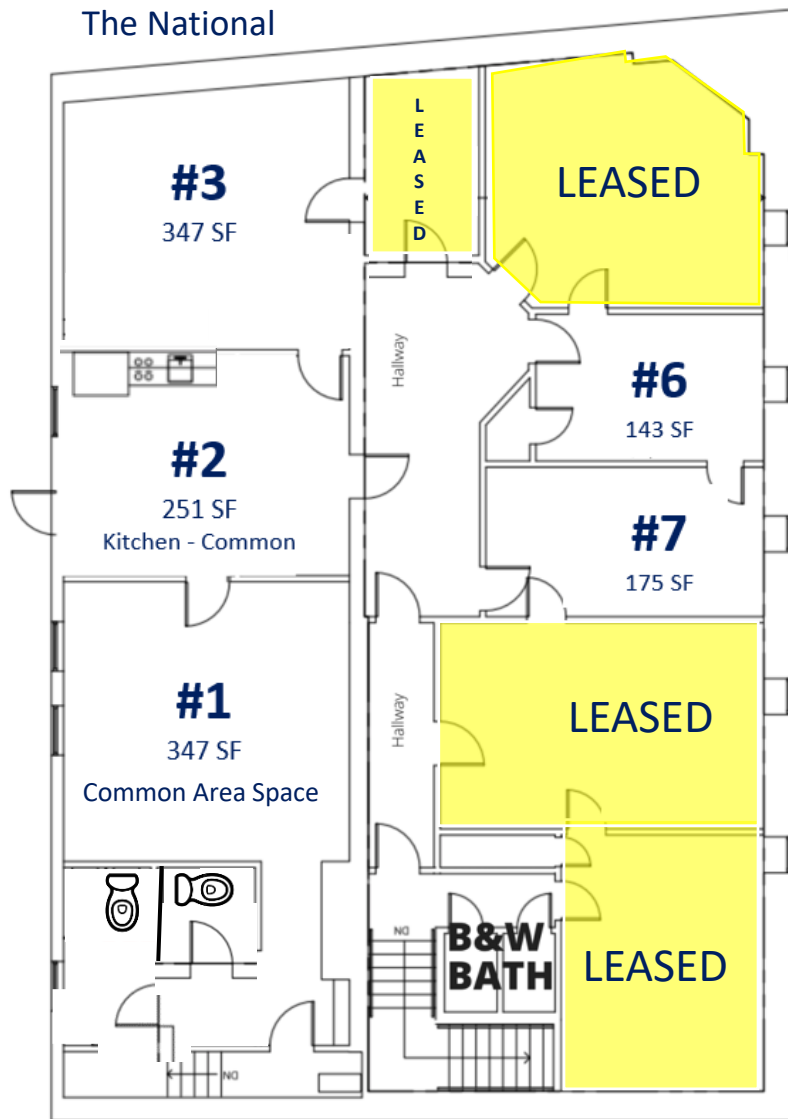 The National
LEASED
LEASED
#3
347 SF
Hallway
#6
143 SF
#2
251 SF
Kitchen - Common
#7
175 SF
#1
347 SF
Common Area Space
Hallway
LEASED
DN
B&W
BATH
LEASED
DN